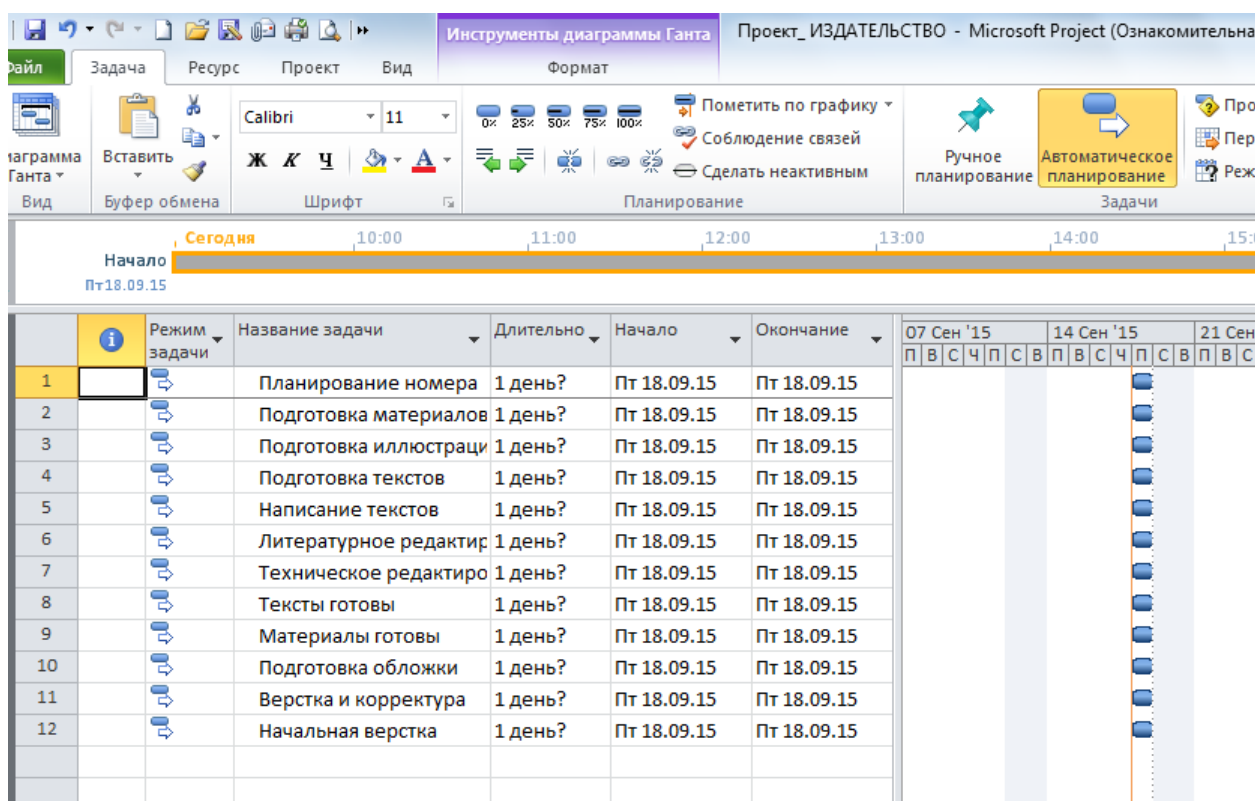 Инструменты диаграммы Ганта
Проект_ ИЗДАТЕЛЬСТВО - Microsoft Project (Ознакомительна
Файл Задача Ресурс Проект Вид Формат
Calibri 11
0% 25% 50% 75% 100%
Пометить по графику
Соблюдение связей
Сделать неактивным
Вставить
Ж К Ч А
Ручное планирование
Автоматическое планирование
Про
Пер
Реж
иаграмма
Ганта
Вид Буфер обмена Шрифт Планирование Задачи
Сегодня 10:00 11:00 12:00 13:00 14:00 15:
Начало
Пт18.09.15
Режим задачи Название задачи Длительно Начало Окончание 07 Сен '15 14 Сен '15 21 Сен
П В С Ч П С В П В С Ч П С В П В С
1 Планирование номера 1 день? Пт 18.09.15 Пт 18.09.15
2 Подготовка материалов 1 день? Пт 18.09.15 Пт 18.09.15
3 Подготовка иллюстраци 1 день? Пт 18.09.15 Пт 18.09.15
4 Подготовка текстов 1 день? Пт 18.09.15 Пт 18.09.15
5 Написание текстов 1 день? Пт 18.09.15 Пт 18.09.15
6 Литературное редактир 1 день? Пт 18.09.15 Пт 18.09.15
7 Техническое редактиро 1 день? Пт 18.09.15 Пт 18.09.15
8 Тексты готовы 1 день? Пт 18.09.15 Пт 18.09.15
9 Материалы готовы 1 день? Пт 18.09.15 Пт 18.09.15
10 Подготовка обложки 1 день? Пт 18.09.15 Пт 18.09.15
11 Верстка и корректура 1 день? Пт 18.09.15 Пт 18.09.15
12 Начальная верстка 1 день? Пт 18.09.15 Пт 18.09.15